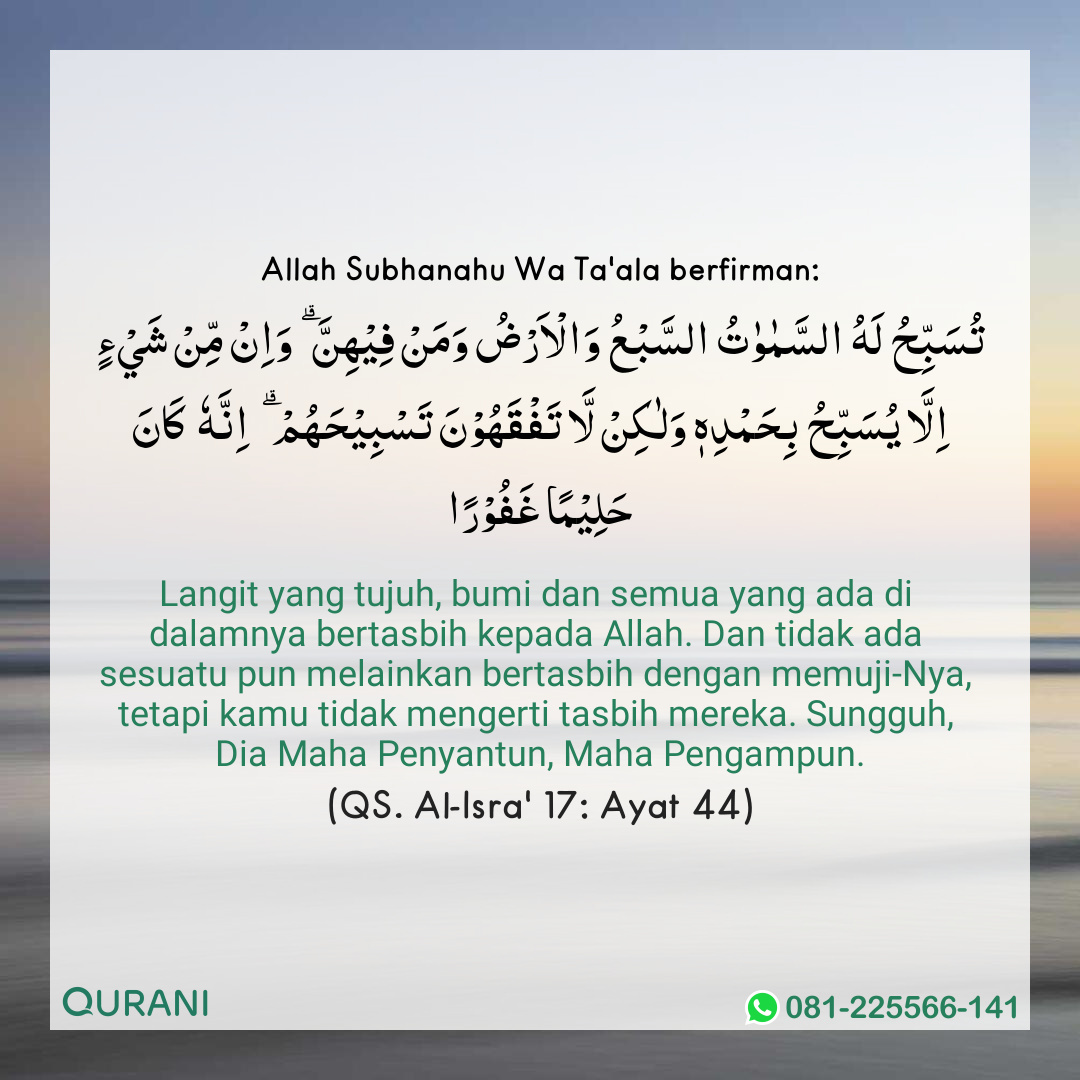 Allah Subhanahu Wa Ta'ala berfirman:
تُسَبِّحُ لَهُ السَّمٰوٰتُ السَّبْعُ وَالْاَرْضُ وَمَنْ فِيْهِنَّ ۗ وَاِنْ مِّنْ شَيْءٍ
اِلَّا يُسَبِّحُ بِحَمْدِهٖ وَلٰكِنْ لَّا تَفْقَهُوْنَ تَسْبِيْحَهُمْ ۗ اِنَّهٗ كَانَ
حَلِيْمًا غَفُوْرًا
Langit yang tujuh, bumi dan semua yang ada di
dalamnya bertasbih kepada Allah. Dan tidak ada
sesuatu pun melainkan bertasbih dengan memuji-Nya,
tetapi kamu tidak mengerti tasbih mereka. Sungguh,
Dia Maha Penyantun, Maha Pengampun.
(QS. Al-Isra' 17: Ayat 44)
QURANI
081-225566-141